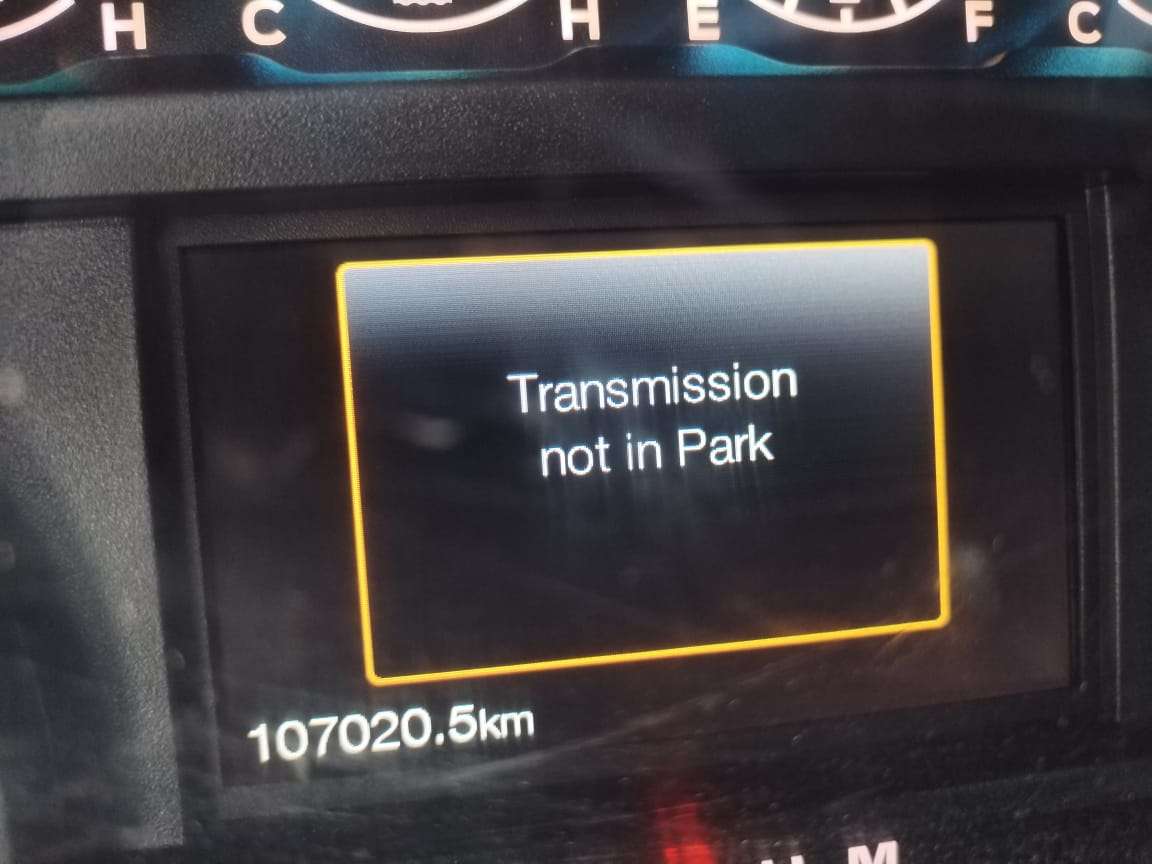 H C H E F C
Transmission
not in Park
107020.5km
M